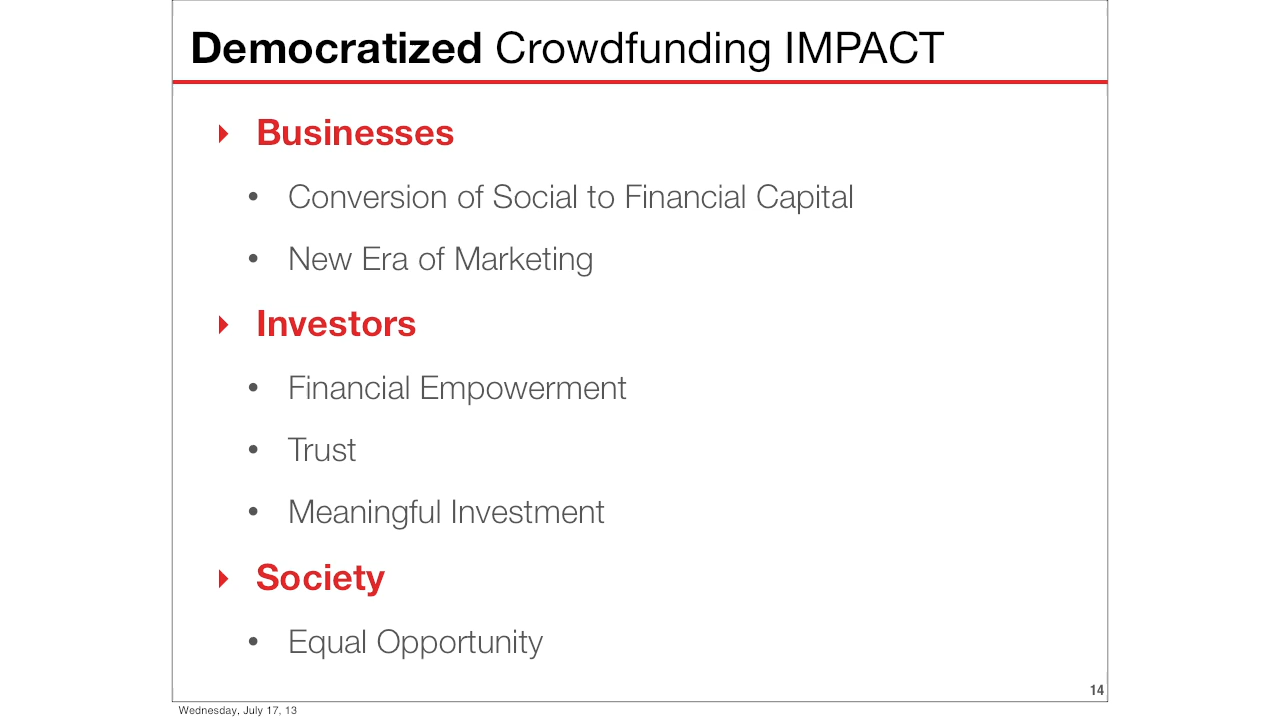 Democratized Crowdfunding IMPACT
Businesses
• Conversion of Social to Financial Capital
• New Era of Marketing
Investors
• Financial Empowerment
• Trust
• Meaningful Investment
Society
• Equal Opportunity
14
Wednesday, July 17, 13